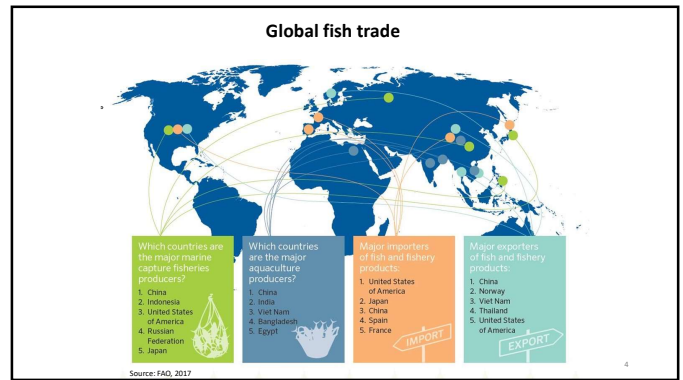 Global fish trade
Which countries are
the major marine
capture fisheries
producers?
1. China
2. Indonesia
3. United States
of America
4. Russian
Federation
5. Japan
Which countries
are the major
aquaculture
producers?
1. China
2. India
3. Viet Nam
4. Bangladesh
5. Egypt
Major importers
of fish and fishery
products:
1. United States
of America
2. Japan
3. China
4. Spain
5. France
IMPORT
Major exporters
of fish and fishery
products:
1. China
2. Norway
3. Viet Nam
4. Thailand
5. United States
of America
EXPORT
4
Source: FAO, 2017